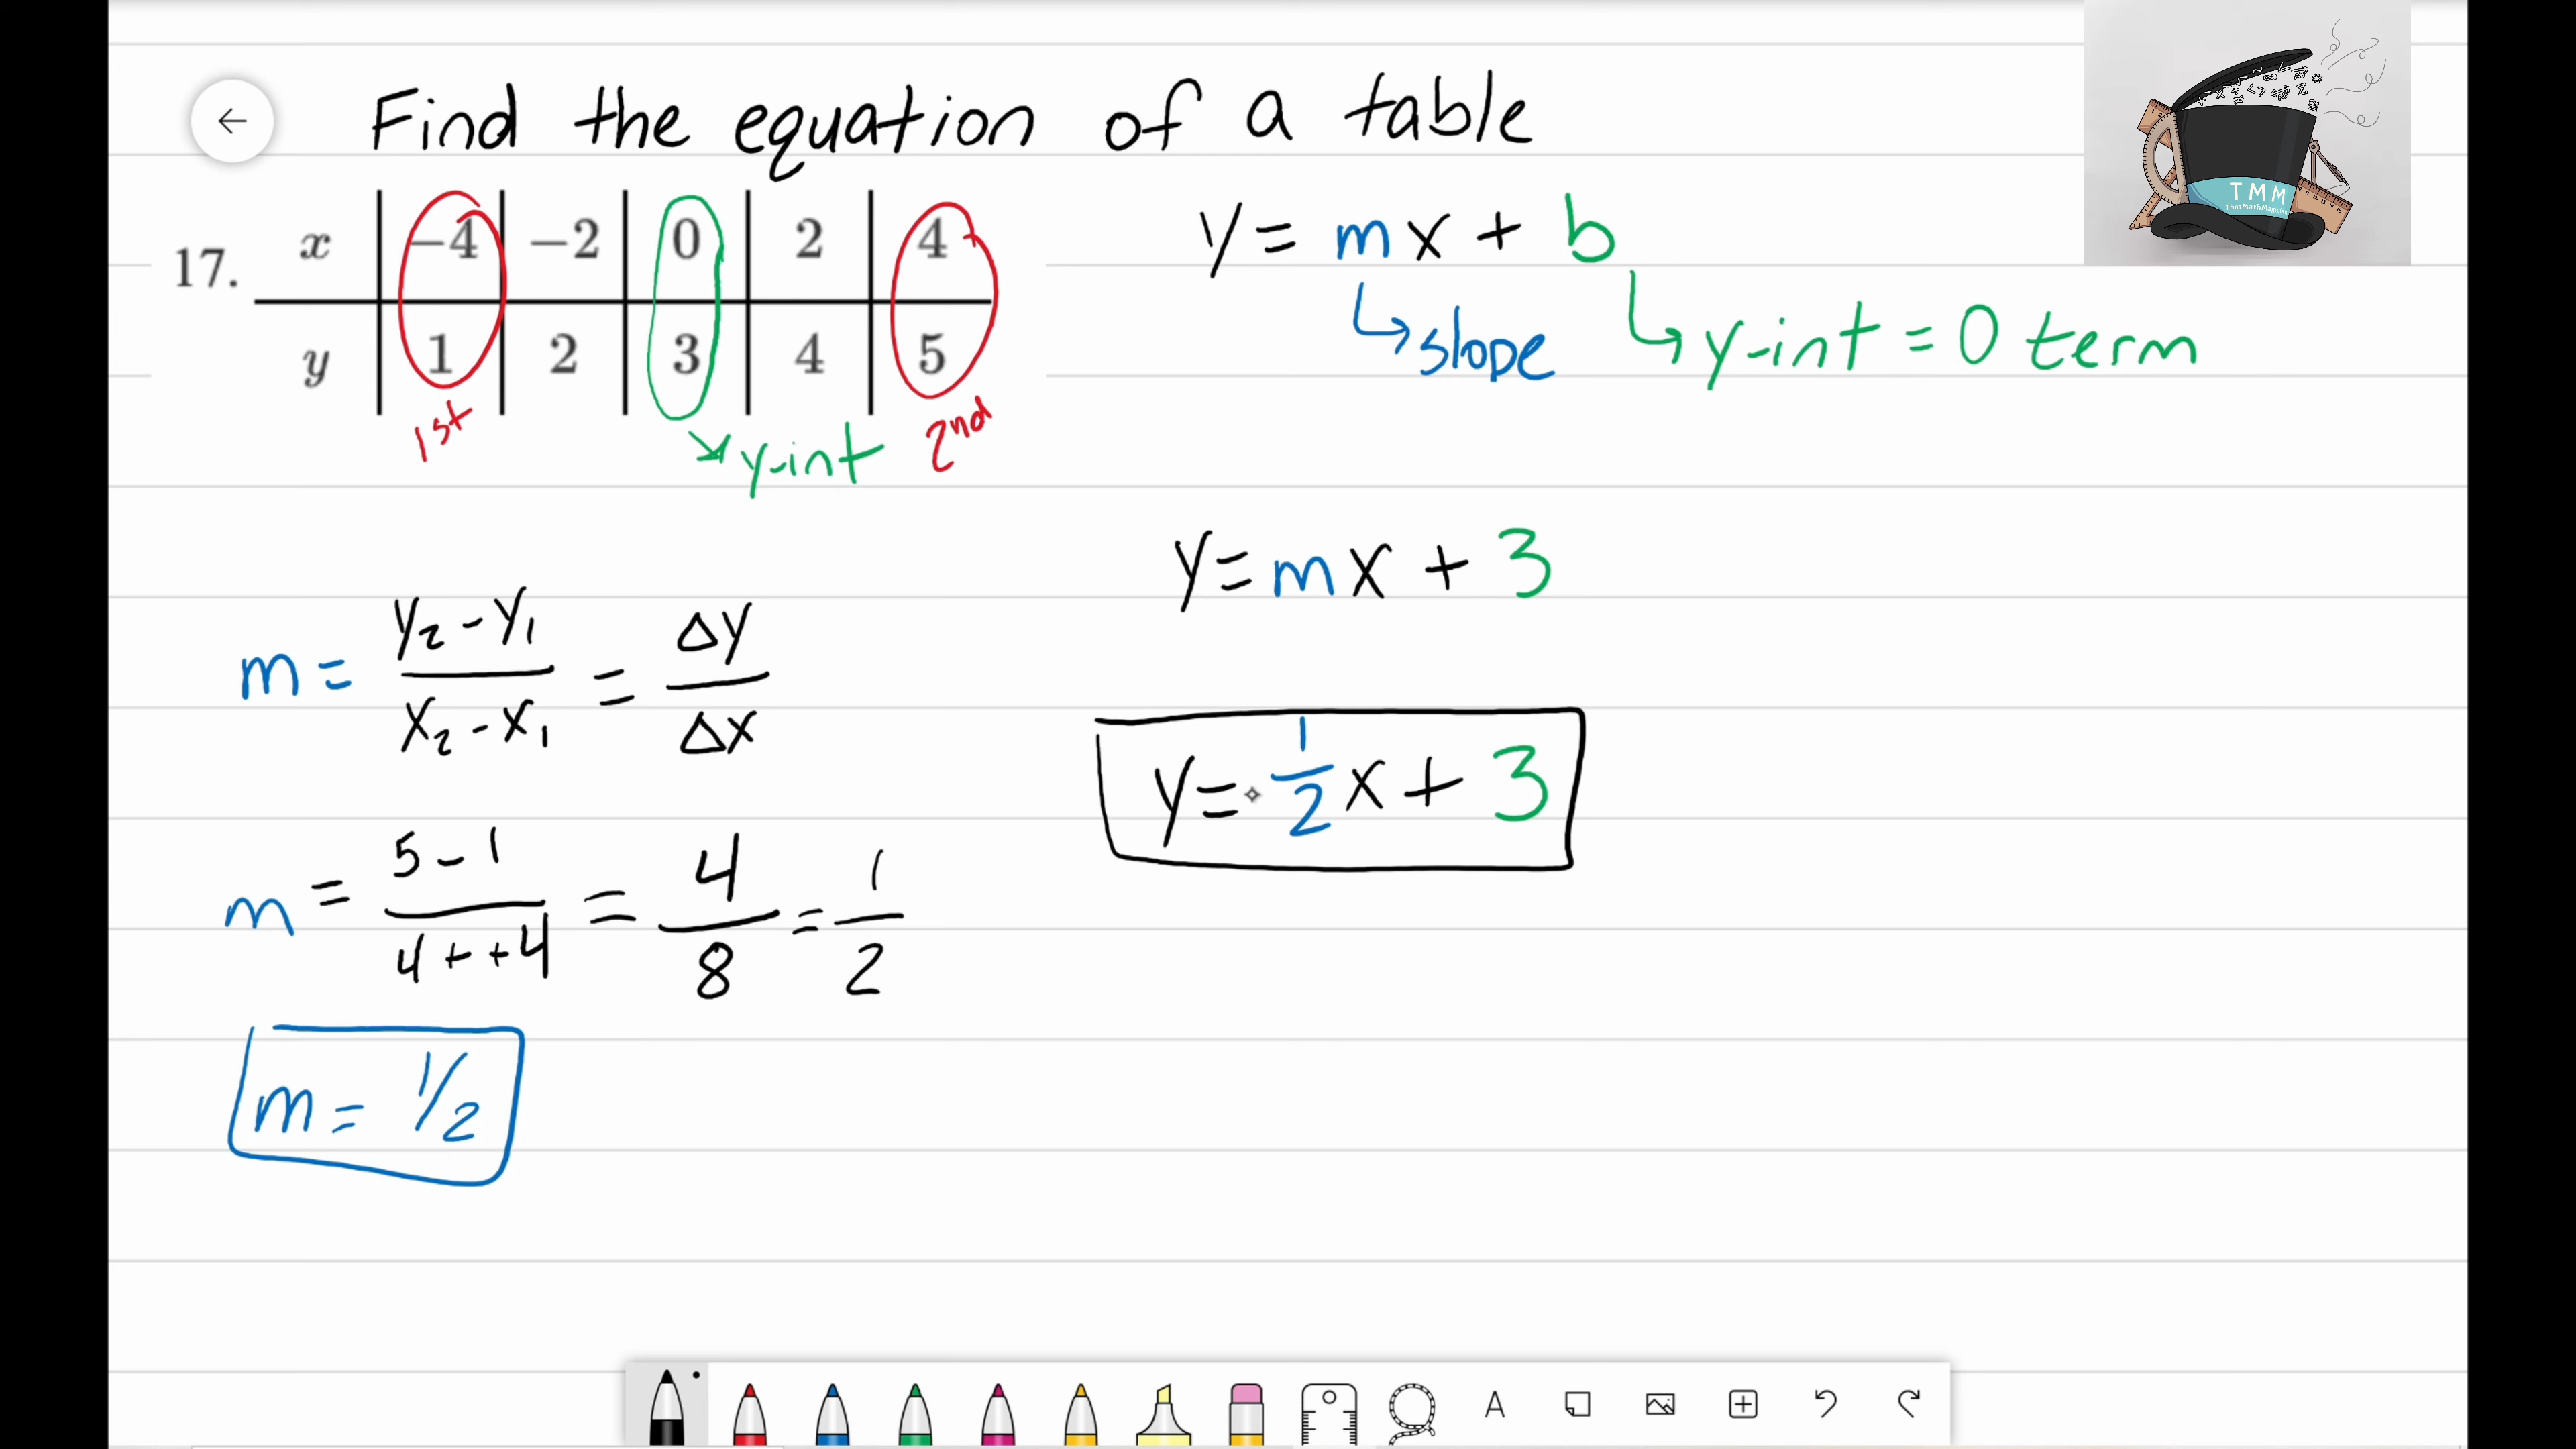 Find the equation of a table
17. x | −4 | −2 | 0 | 2 | 4
y | 1 | 2 | 3 | 4 | 5
1st
y-int
2nd
y = mx + b
slope
y-int = 0 term
y = mx + 3
y = 1/2 x + 3
m = (y₂ - y₁)/(x₂ - x₁) = Δy/Δx
m = (5 - 1)/(4 + +4) = 4/8 = 1/2
m = 1/2
TMM
ThatMathMagician
A